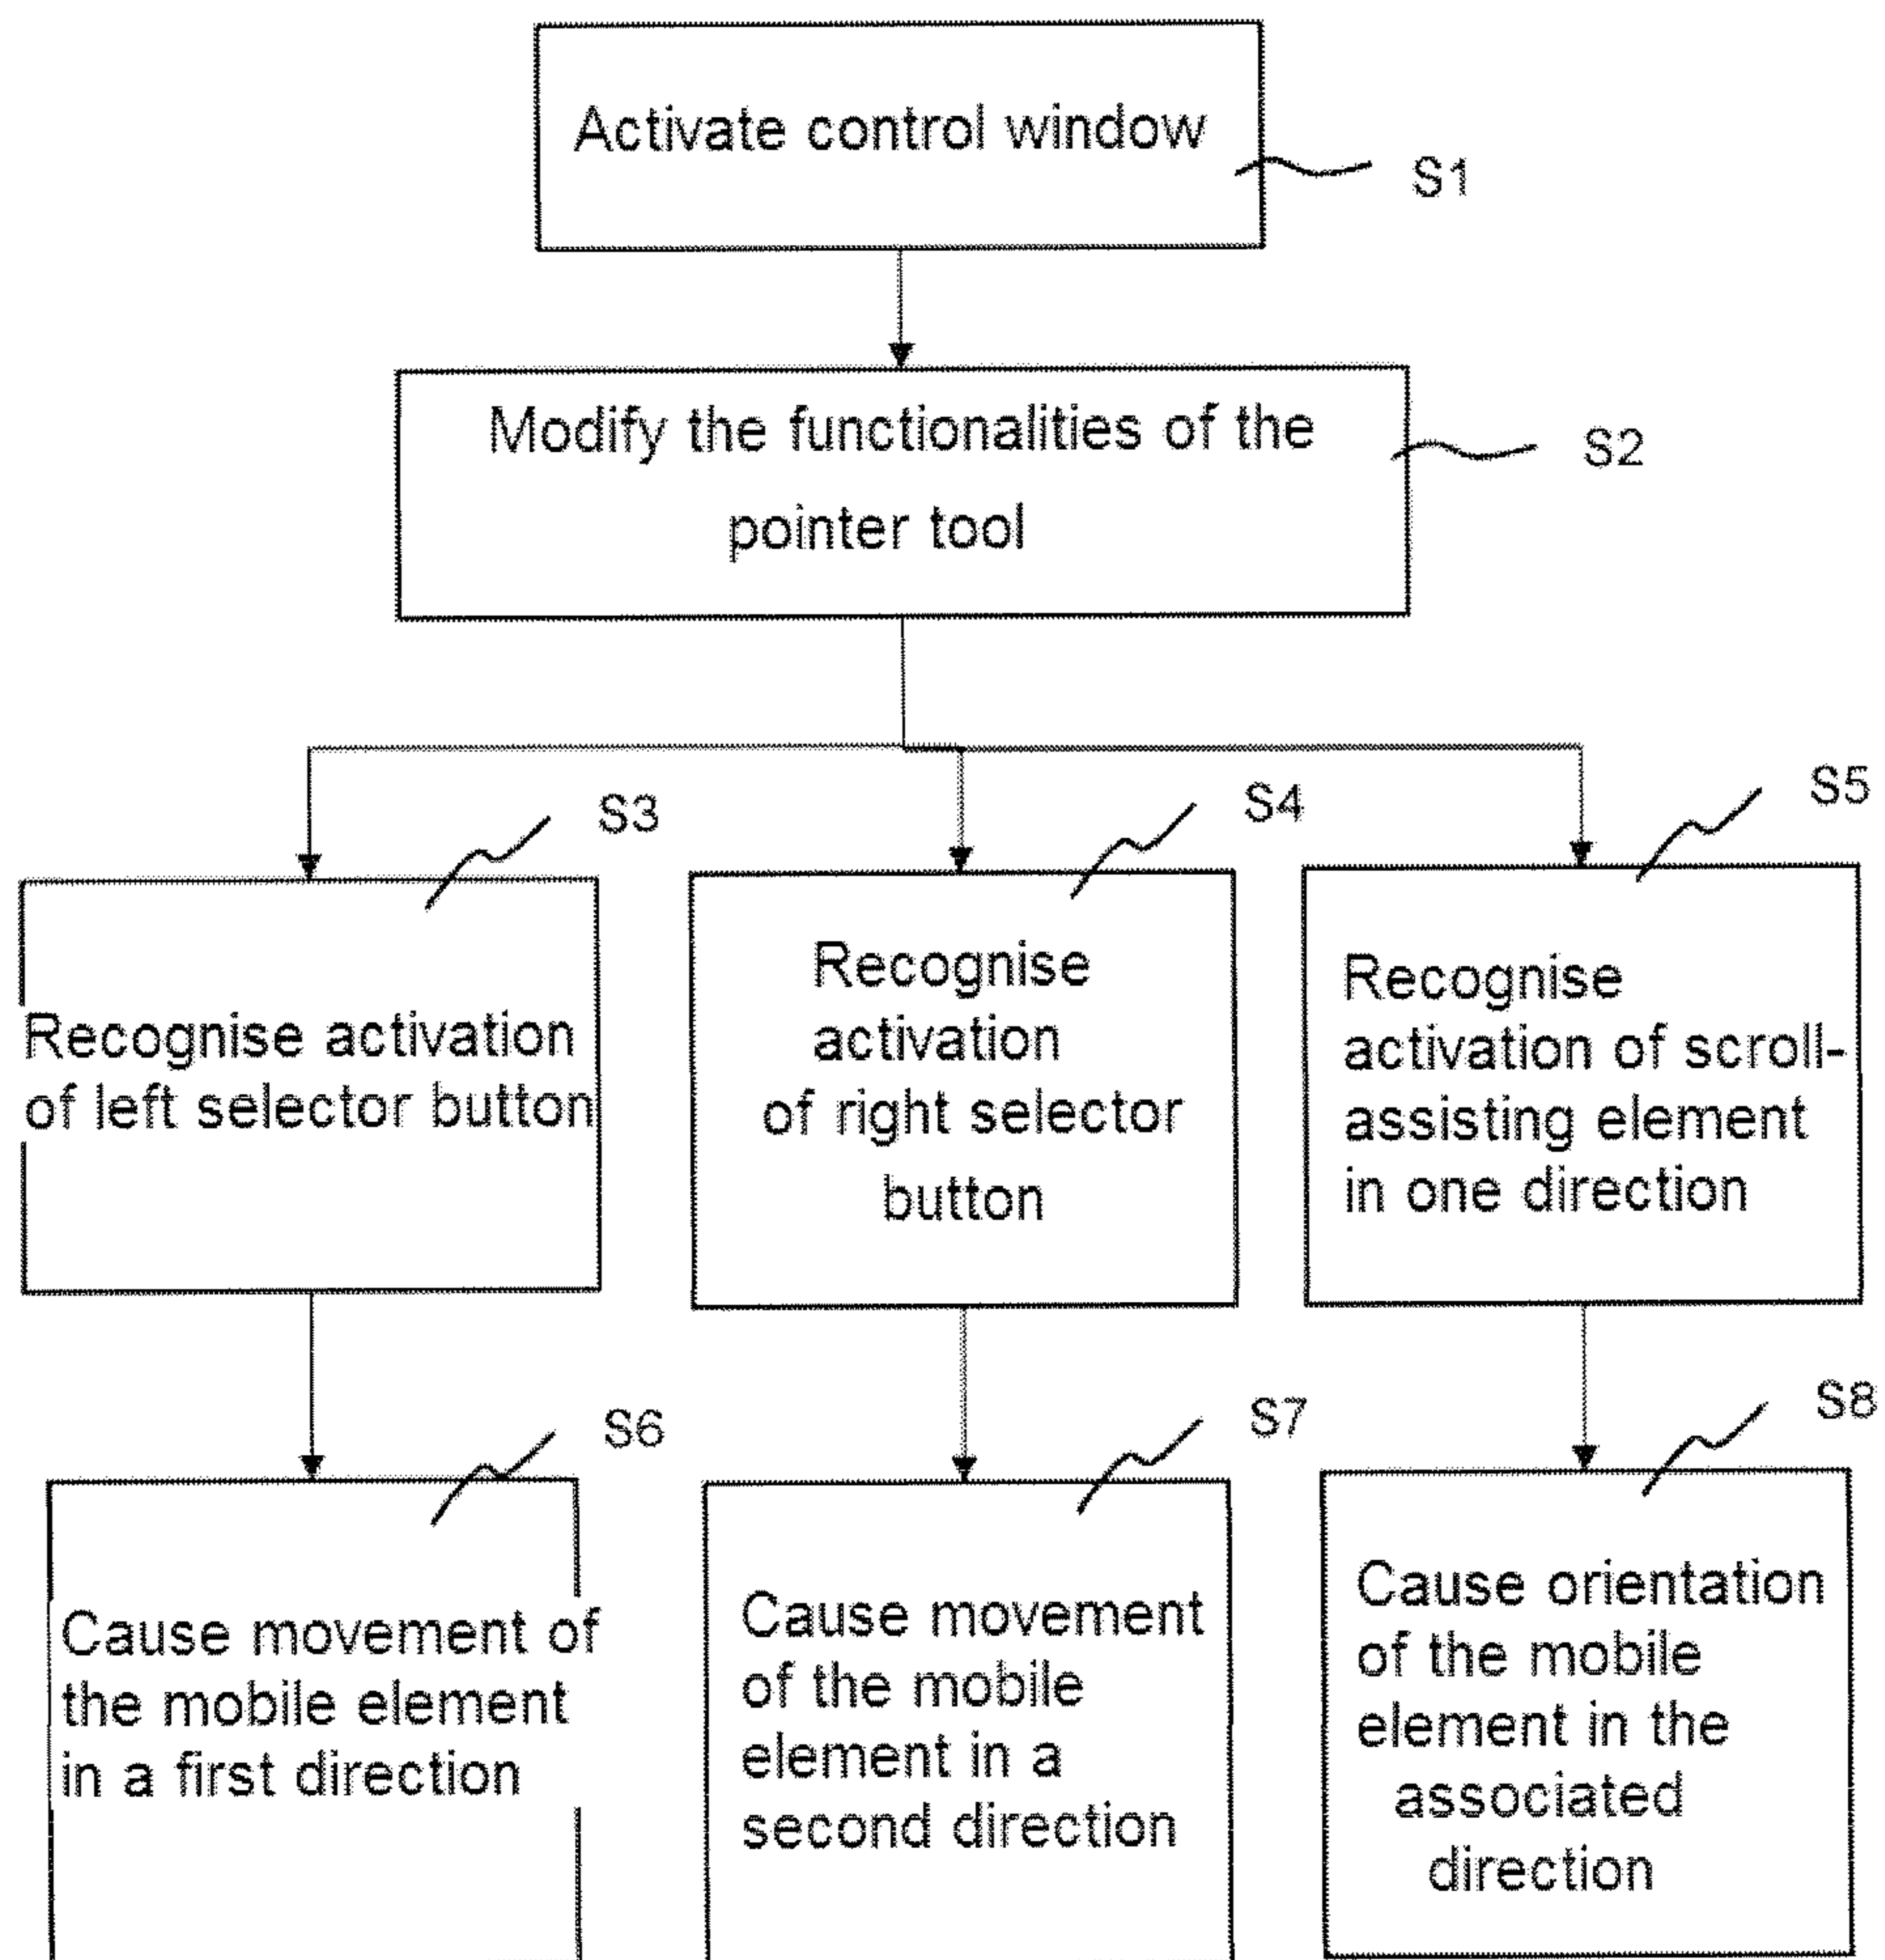 Activate control window
S1
Modify the functionalities of the
pointer tool
S2
S3
Recognise activation
of left selector button
S4
Recognise
activation
of right selector
button
S5
Recognise
activation of scroll-
assisting element
in one direction
S6
Cause movement of
the mobile element
in a first direction
S7
Cause movement
of the mobile
element in a
second direction
S8
Cause orientation
of the mobile
element in the
associated
direction